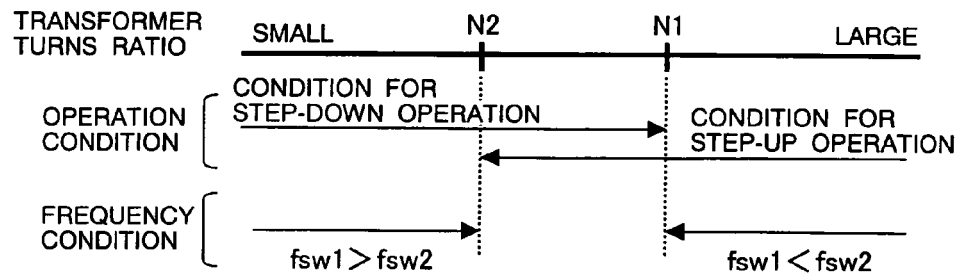 TRANSFORMER
TURNS RATIO
SMALL
N2
N1
LARGE
OPERATION
CONDITION
CONDITION FOR
STEP-DOWN OPERATION
CONDITION FOR
STEP-UP OPERATION
FREQUENCY
CONDITION
fsw1>fsw2
fsw1<fsw2